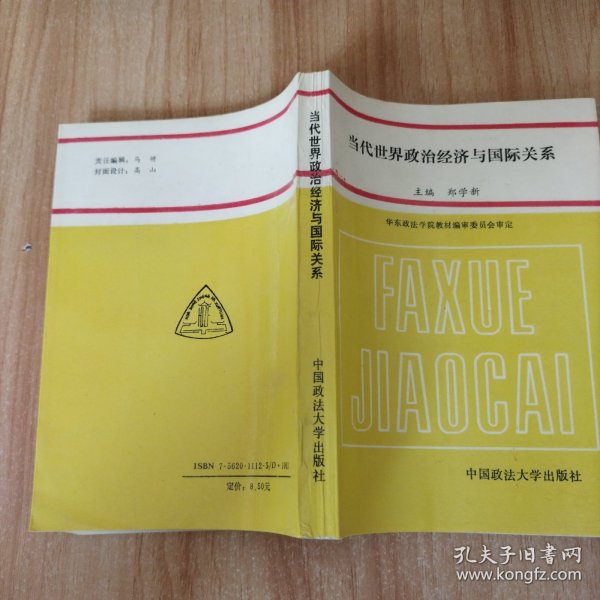 责任编辑：马 明
封面设计：高 山
ISBN 7-5620-1112-5/D·
定价：8.50元
当代世界政治经济与国际关系
中国政法大学出版社
当代世界政治经济与国际关系
主编 郑学新
华东政法学院教材编审委员会审定
FAXUE
JIAOCAI
中国政法大学出版社
孔夫子旧书网
www.kongfz.com